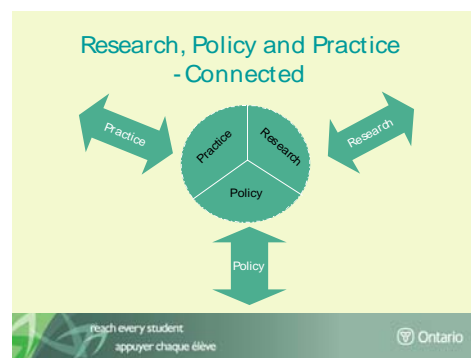 Research, Policy and Practice
- Connected
Practice
Research
Practice
Research
Policy
Policy
reach every student
appuyer chaque élève
Ontario